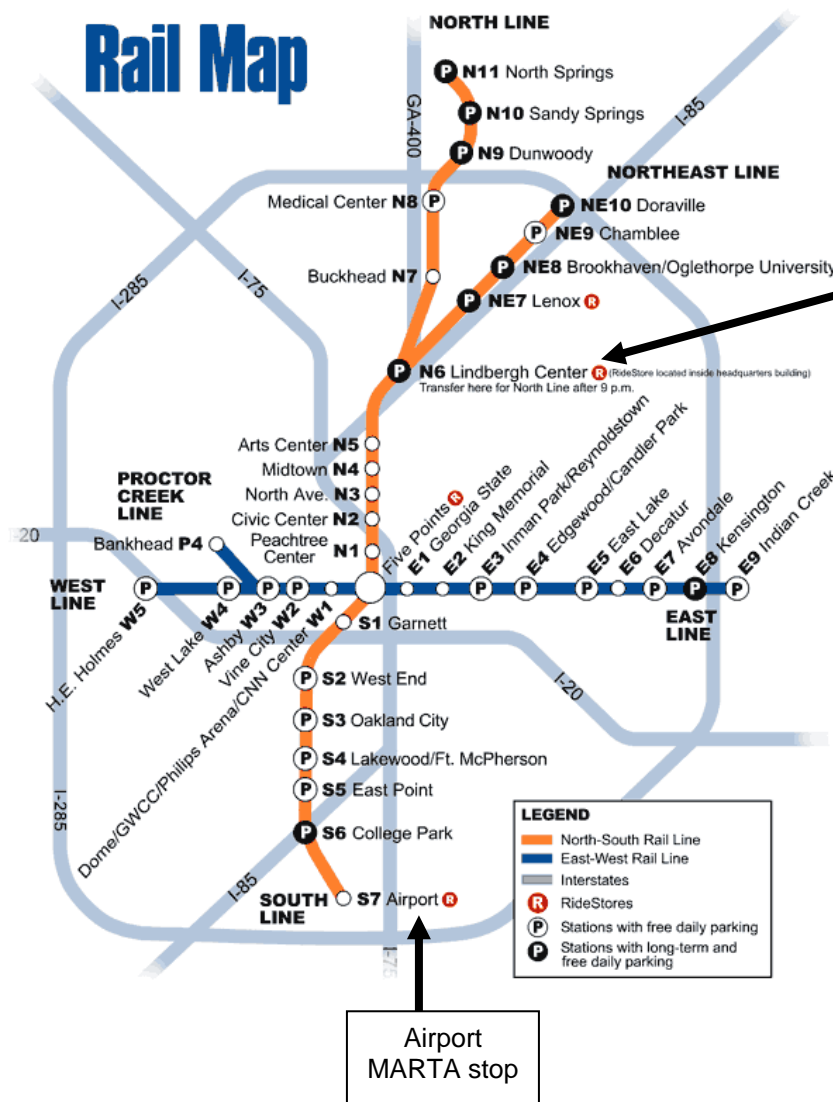 Rail Map
NORTH LINE
N11 North Springs
N10 Sandy Springs
N9 Dunwoody
GA-400
I-85
NORTHEAST LINE
Medical Center N8
NE10 Doraville
NE9 Chamblee
Buckhead N7
NE8 Brookhaven/Oglethorpe University
NE7 Lenox R
I-285
I-75
N6 Lindbergh Center R (RideStore located inside headquarters building)
Transfer here for North Line after 9 p.m.
Arts Center N5
Midtown N4
North Ave. N3
Civic Center N2
Peachtree
Center N1
PROCTOR
CREEK
LINE
I-20
Bankhead P4
WEST
LINE
H.E. Holmes W5
West Lake W4
Ashby W3
Vine City W2
Dome/GWCC/Philips Arena/CNN Center W1
Five Points R
E1 Georgia State
E2 King Memorial
E3 Inman Park/Reynoldstown
E4 Edgewood/Candler Park
E5 East Lake
E6 Decatur
E7 Avondale
E8 Kensington
E9 Indian Creek
EAST
LINE
S1 Garnett
S2 West End
I-20
S3 Oakland City
S4 Lakewood/Ft. McPherson
S5 East Point
S6 College Park
I-285
I-85
SOUTH
LINE
S7 Airport R
I-75
LEGEND
North-South Rail Line
East-West Rail Line
Interstates
R RideStores
P Stations with free daily parking
P Stations with long-term and
free daily parking
Airport
MARTA stop